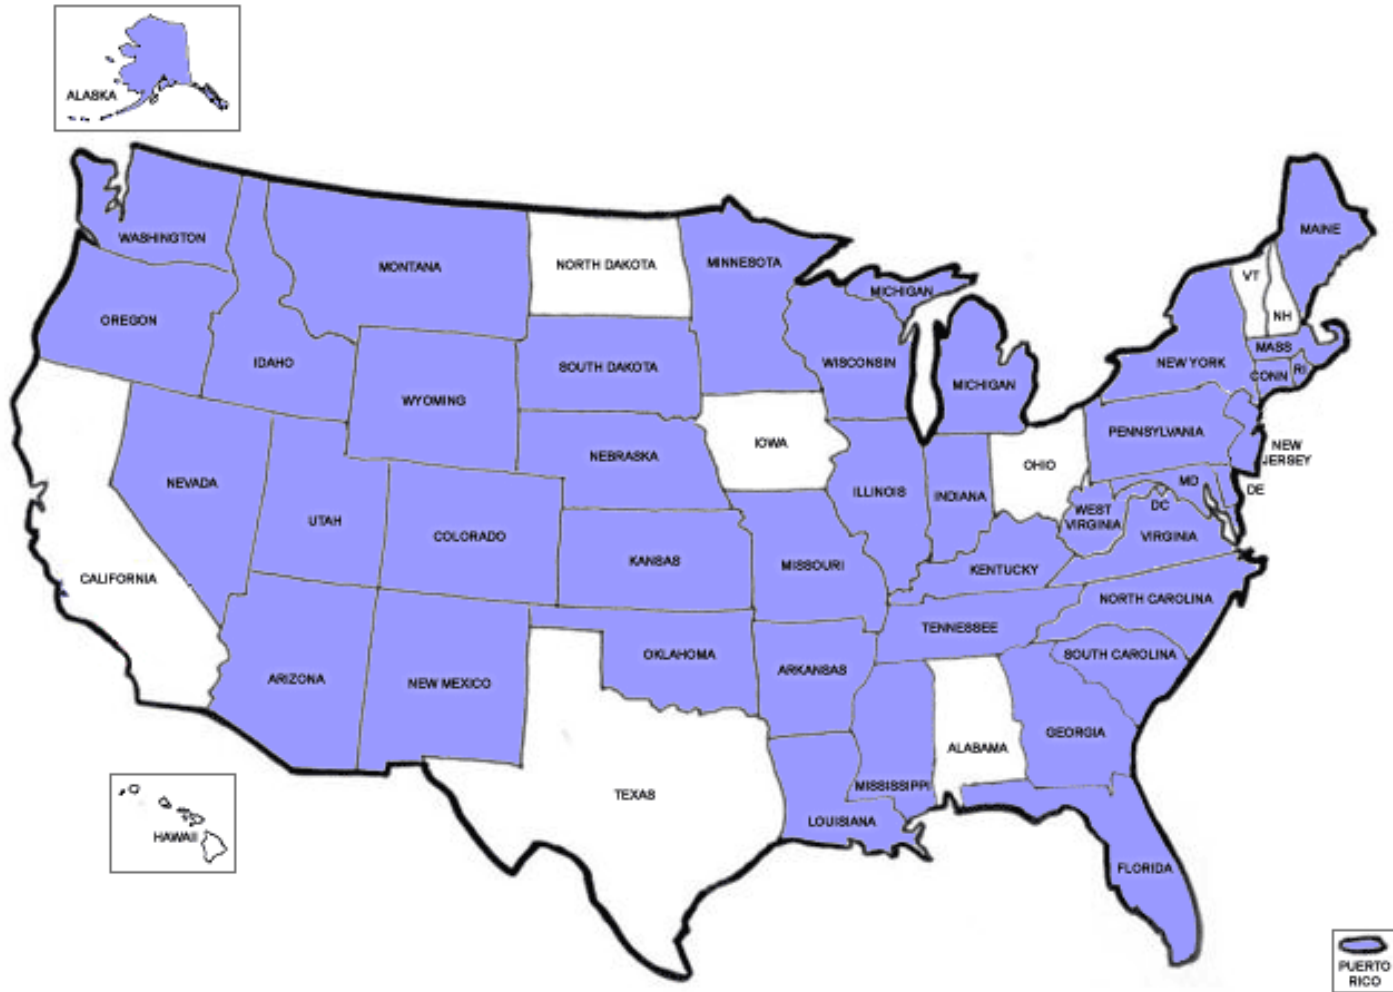 ALASKA
WASHINGTON
MONTANA
NORTH DAKOTA
MINNESOTA
MAINE
VT
NH
MICHIGAN
OREGON
IDAHO
SOUTH DAKOTA
WISCONSIN
MICHIGAN
NEW YORK
MASS
CONN
RI
WYOMING
NEBRASKA
IOWA
PENNSYLVANIA
NEW
JERSEY
NEVADA
UTAH
COLORADO
ILLINOIS
INDIANA
OHIO
MD
DE
WEST
VIRGINIA
DC
VIRGINIA
CALIFORNIA
KANSAS
MISSOURI
KENTUCKY
NORTH CAROLINA
TENNESSEE
SOUTH CAROLINA
ARIZONA
NEW MEXICO
OKLAHOMA
ARKANSAS
GEORGIA
ALABAMA
MISSISSIPPI
TEXAS
LOUISIANA
HAWAII
FLORIDA
PUERTO
RICO